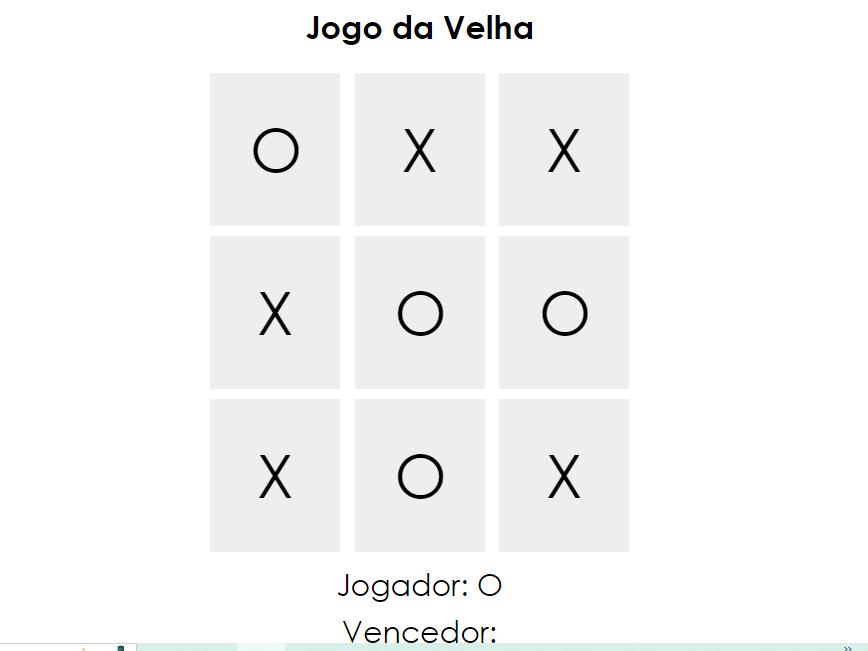 Jogo da Velha
O X X
X O O
X O X
Jogador: O
Vencedor: